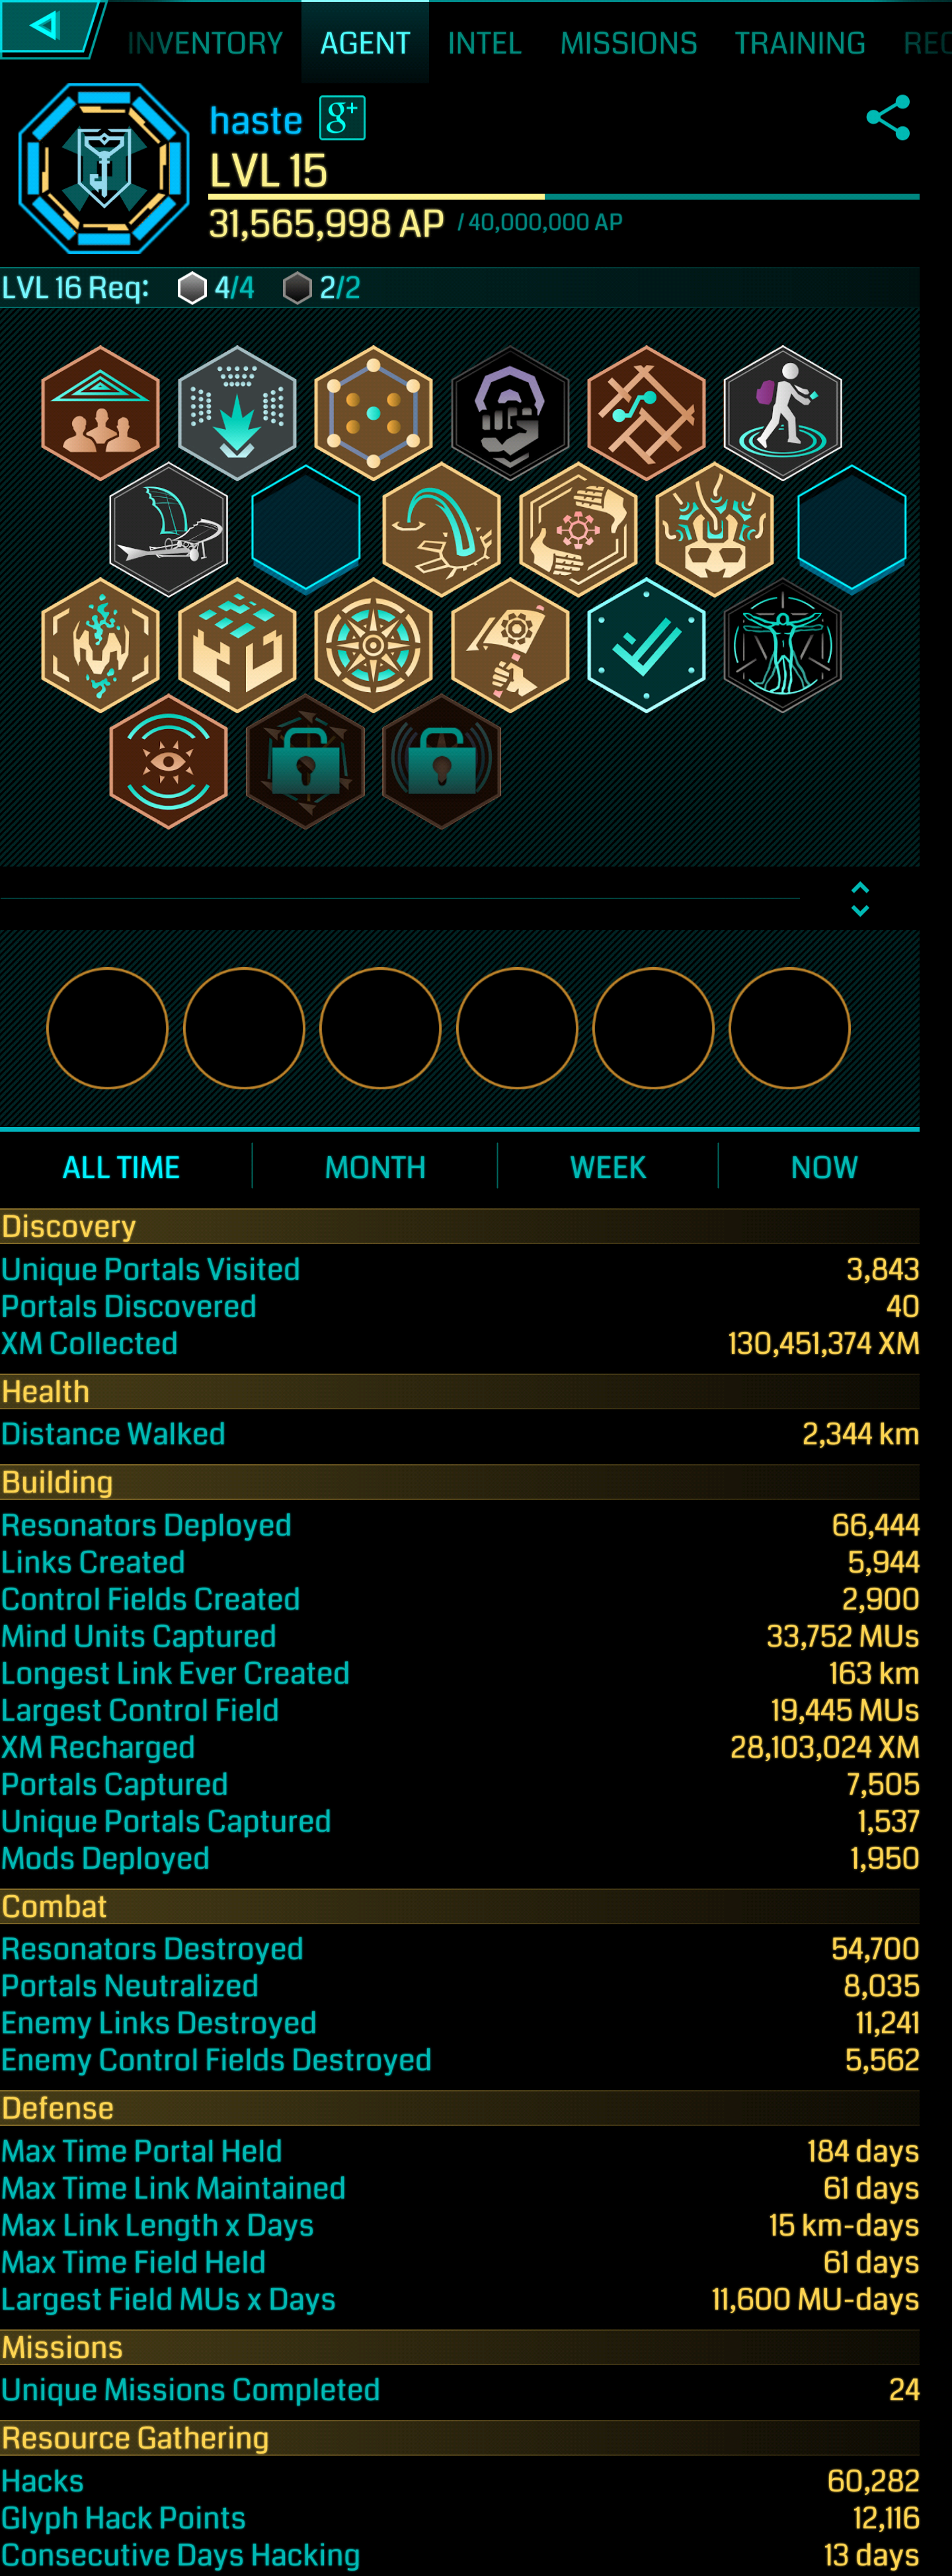 INVENTORY AGENT INTEL MISSIONS TRAINING REC
haste g+
LVL 15
31,565,998 AP / 40,000,000 AP
LVL 16 Req: 4/4 2/2
ALL TIME MONTH WEEK NOW
Discovery
Unique Portals Visited 3,843
Portals Discovered 40
XM Collected 130,451,374 XM
Health
Distance Walked 2,344 km
Building
Resonators Deployed 66,444
Links Created 5,944
Control Fields Created 2,900
Mind Units Captured 33,752 MUs
Longest Link Ever Created 163 km
Largest Control Field 19,445 MUs
XM Recharged 28,103,024 XM
Portals Captured 7,505
Unique Portals Captured 1,537
Mods Deployed 1,950
Combat
Resonators Destroyed 54,700
Portals Neutralized 8,035
Enemy Links Destroyed 11,241
Enemy Control Fields Destroyed 5,562
Defense
Max Time Portal Held 184 days
Max Time Link Maintained 61 days
Max Link Length x Days 15 km-days
Max Time Field Held 61 days
Largest Field MUs x Days 11,600 MU-days
Missions
Unique Missions Completed 24
Resource Gathering
Hacks 60,282
Glyph Hack Points 12,116
Consecutive Days Hacking 13 days